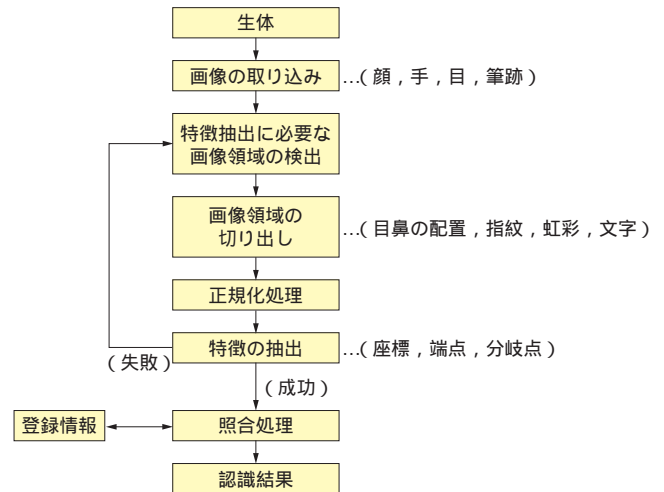 生体
画像の取り込み …(顔，手，目，筆跡)
特徴抽出に必要な
画像領域の検出
画像領域の
切り出し
…(目鼻の配置，指紋，虹彩，文字)
正規化処理
特徴の抽出 …(座標，端点，分岐点)
(失敗)
(成功)
登録情報
照合処理
認識結果